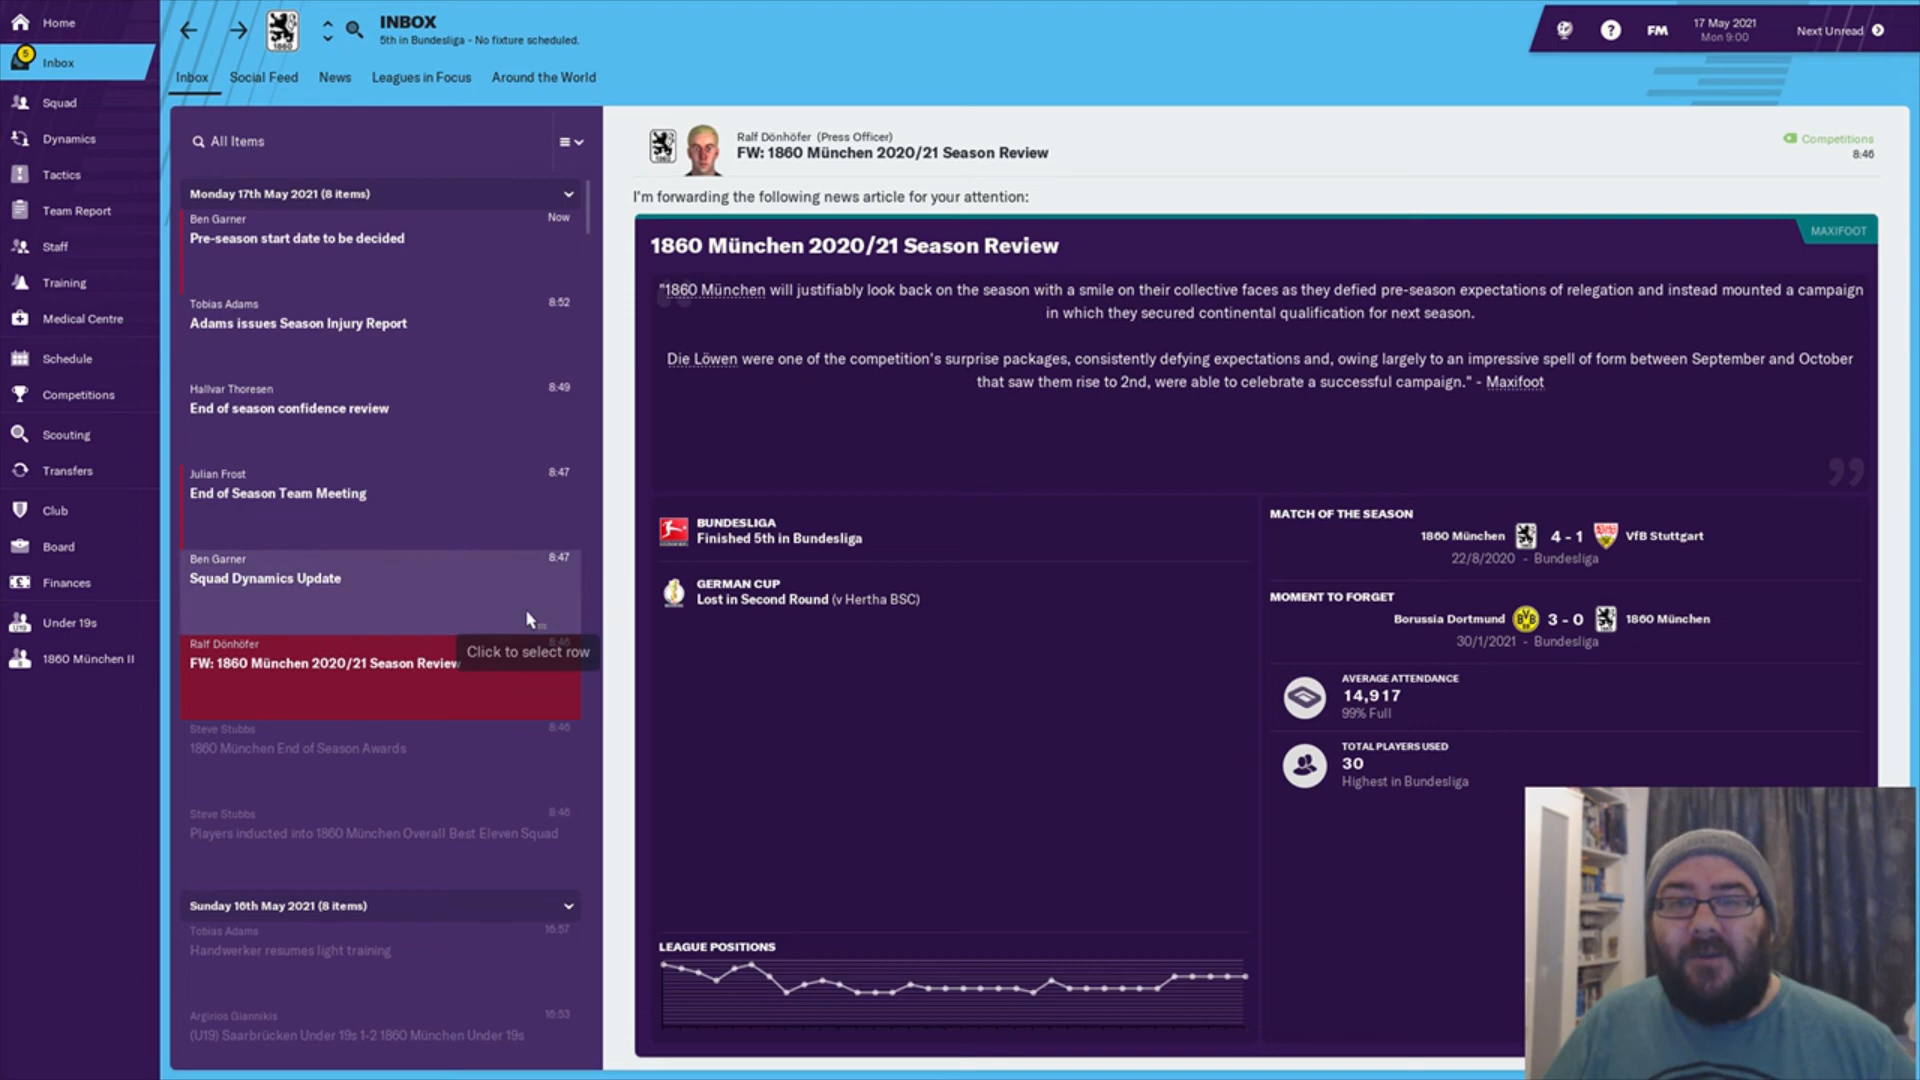 Home
5
Inbox
Squad
Dynamics
Tactics
Team Report
Staff
Training
Medical Centre
Schedule
Competitions
Scouting
Transfers
Club
Board
Finances
Under 19s
1860 München II
INBOX
5th in Bundesliga - No fixture scheduled.
FM
17 May 2021
Mon 9:00
Next Unread
Inbox
Social Feed
News
Leagues in Focus
Around the World
All Items
Monday 17th May 2021 (8 items)
Ben Garner
Now
Pre-season start date to be decided
Tobias Adams
8:52
Adams issues Season Injury Report
Hallvar Thoresen
8:49
End of season confidence review
Julian Frost
8:47
End of Season Team Meeting
Ben Garner
8:47
Squad Dynamics Update
Ralf Dönhöfer
8:46
FW: 1860 München 2020/21 Season Review
Click to select row
Steve Stubbs
8:46
1860 München End of Season Awards
Steve Stubbs
8:46
Players inducted into 1860 München Overall Best Eleven Squad
Sunday 16th May 2021 (8 items)
Tobias Adams
16:57
Handwerker resumes light training
Argirios Giannikis
16:53
(U19) Saarbrücken Under 19s 1-2 1860 München Under 19s
Ralf Dönhöfer (Press Officer)
FW: 1860 München 2020/21 Season Review
Competitions
8:46
I'm forwarding the following news article for your attention:
1860 München 2020/21 Season Review
MAXIFOOT
"1860 München will justifiably look back on the season with a smile on their collective faces as they defied pre-season expectations of relegation and instead mounted a campaign
in which they secured continental qualification for next season.
Die Löwen were one of the competition's surprise packages, consistently defying expectations and, owing largely to an impressive spell of form between September and October
that saw them rise to 2nd, were able to celebrate a successful campaign." - Maxifoot
BUNDESLIGA
Finished 5th in Bundesliga
GERMAN CUP
Lost in Second Round (v Hertha BSC)
LEAGUE POSITIONS
MATCH OF THE SEASON
1860 München 4 - 1 VfB Stuttgart
22/8/2020 - Bundesliga
MOMENT TO FORGET
Borussia Dortmund 3 - 0 1860 München
30/1/2021 - Bundesliga
AVERAGE ATTENDANCE
14,917
99% Full
TOTAL PLAYERS USED
30
Highest in Bundesliga